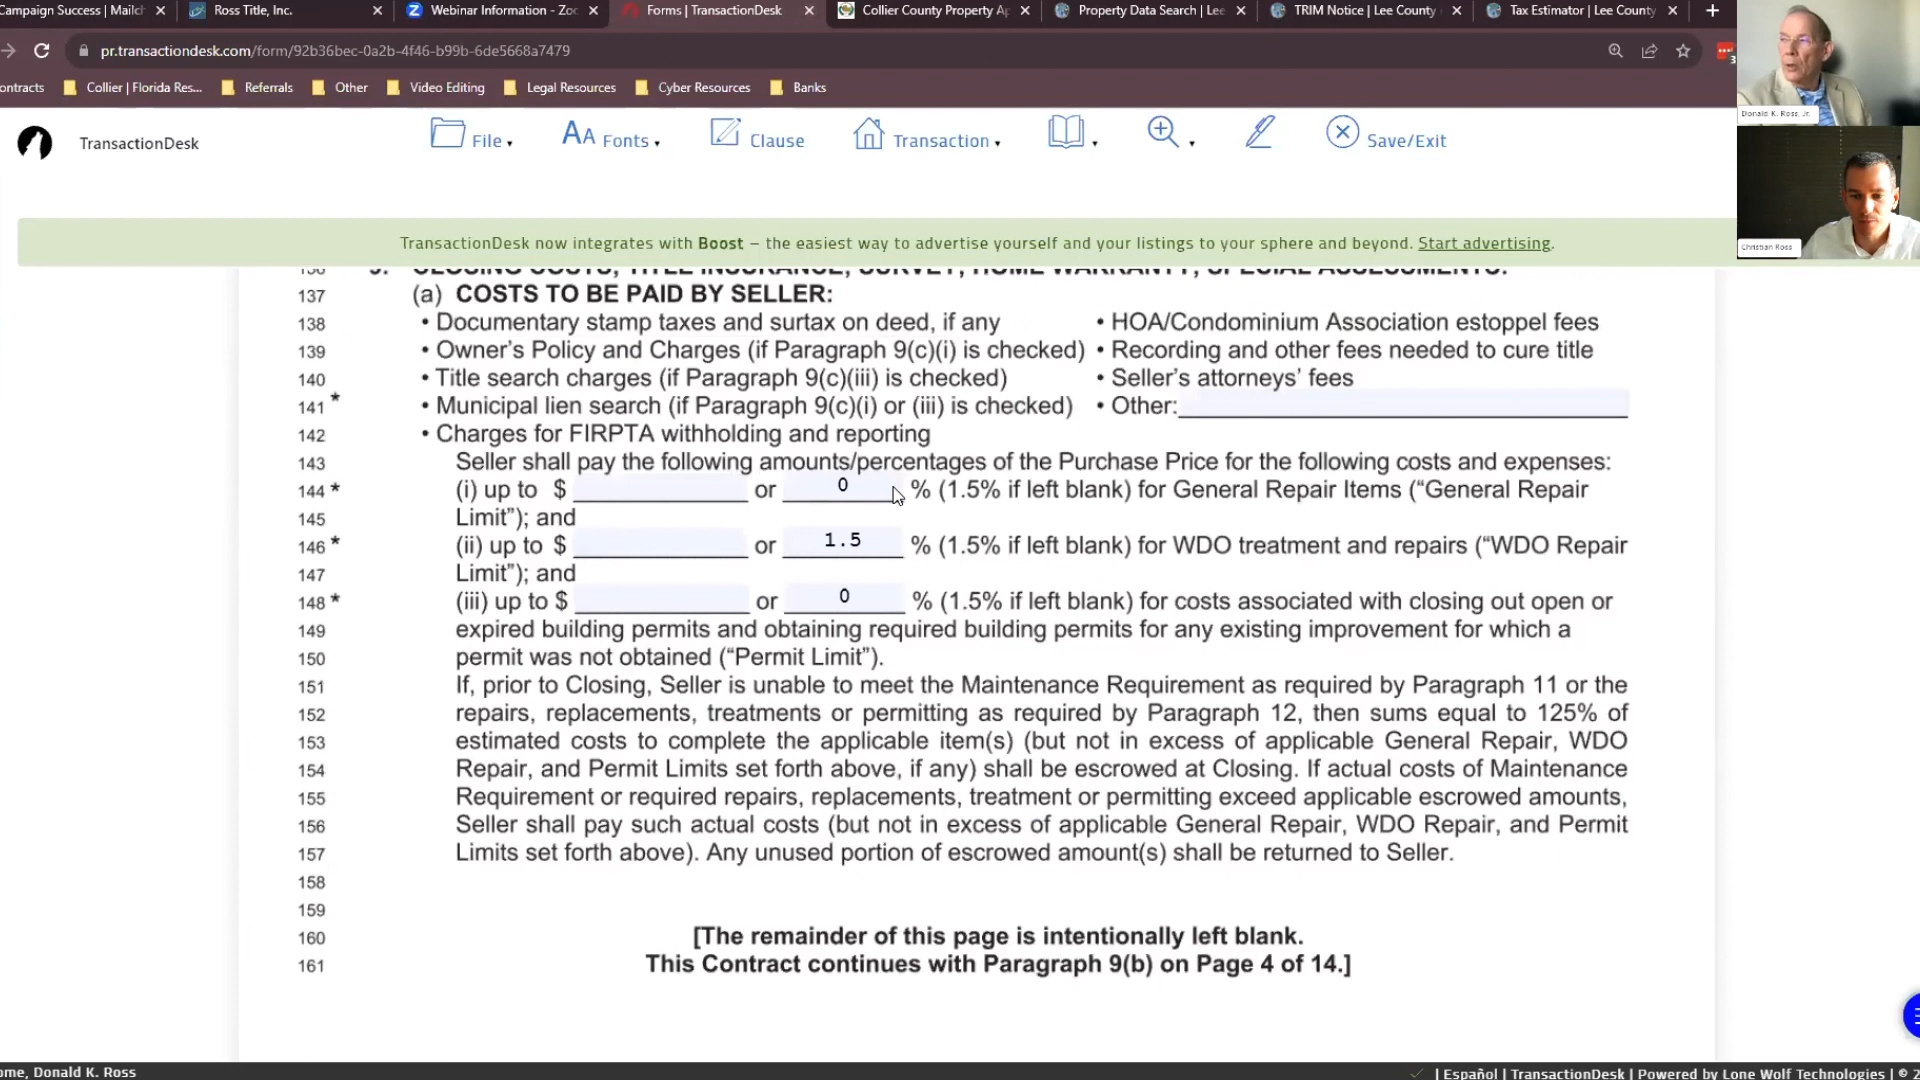 Campaign Success | Mailch
Ross Title, Inc.
Webinar Information - Zoo
Forms | TransactionDesk
Collier County Property Ap
Property Data Search | Lee
TRIM Notice | Lee County
Tax Estimator | Lee County
pr.transactiondesk.com/form/92b36bec-0a2b-4f46-b99b-6de5668a7479
3
ontracts
Collier | Florida Res...
Referrals
Other
Video Editing
Legal Resources
Cyber Resources
Banks
Donald K. Ross, Jr.
Christian Ross
TransactionDesk
File
AA Fonts
Clause
Transaction
Save/Exit
TransactionDesk now integrates with Boost – the easiest way to advertise yourself and your listings to your sphere and beyond. Start advertising.
136 9. CLOSING COSTS; TITLE INSURANCE; SURVEY; HOME WARRANTY; SPECIAL ASSESSMENTS:
137 (a) COSTS TO BE PAID BY SELLER:
138 • Documentary stamp taxes and surtax on deed, if any • HOA/Condominium Association estoppel fees
139 • Owner's Policy and Charges (if Paragraph 9(c)(i) is checked) • Recording and other fees needed to cure title
140 • Title search charges (if Paragraph 9(c)(iii) is checked) • Seller's attorneys' fees
141 * • Municipal lien search (if Paragraph 9(c)(i) or (iii) is checked) • Other:
142 • Charges for FIRPTA withholding and reporting
143 Seller shall pay the following amounts/percentages of the Purchase Price for the following costs and expenses:
144 * (i) up to $ or 0 % (1.5% if left blank) for General Repair Items (“General Repair
145 Limit”); and
146 * (ii) up to $ or 1.5 % (1.5% if left blank) for WDO treatment and repairs (“WDO Repair
147 Limit”); and
148 * (iii) up to $ or 0 % (1.5% if left blank) for costs associated with closing out open or
149 expired building permits and obtaining required building permits for any existing improvement for which a
150 permit was not obtained (“Permit Limit”).
151 If, prior to Closing, Seller is unable to meet the Maintenance Requirement as required by Paragraph 11 or the
152 repairs, replacements, treatments or permitting as required by Paragraph 12, then sums equal to 125% of
153 estimated costs to complete the applicable item(s) (but not in excess of applicable General Repair, WDO
154 Repair, and Permit Limits set forth above, if any) shall be escrowed at Closing. If actual costs of Maintenance
155 Requirement or required repairs, replacements, treatment or permitting exceed applicable escrowed amounts,
156 Seller shall pay such actual costs (but not in excess of applicable General Repair, WDO Repair, and Permit
157 Limits set forth above). Any unused portion of escrowed amount(s) shall be returned to Seller.
158
159
160 [The remainder of this page is intentionally left blank.
161 This Contract continues with Paragraph 9(b) on Page 4 of 14.]
ome, Donald K. Ross
| Español | TransactionDesk | Powered by Lone Wolf Technologies | © 2